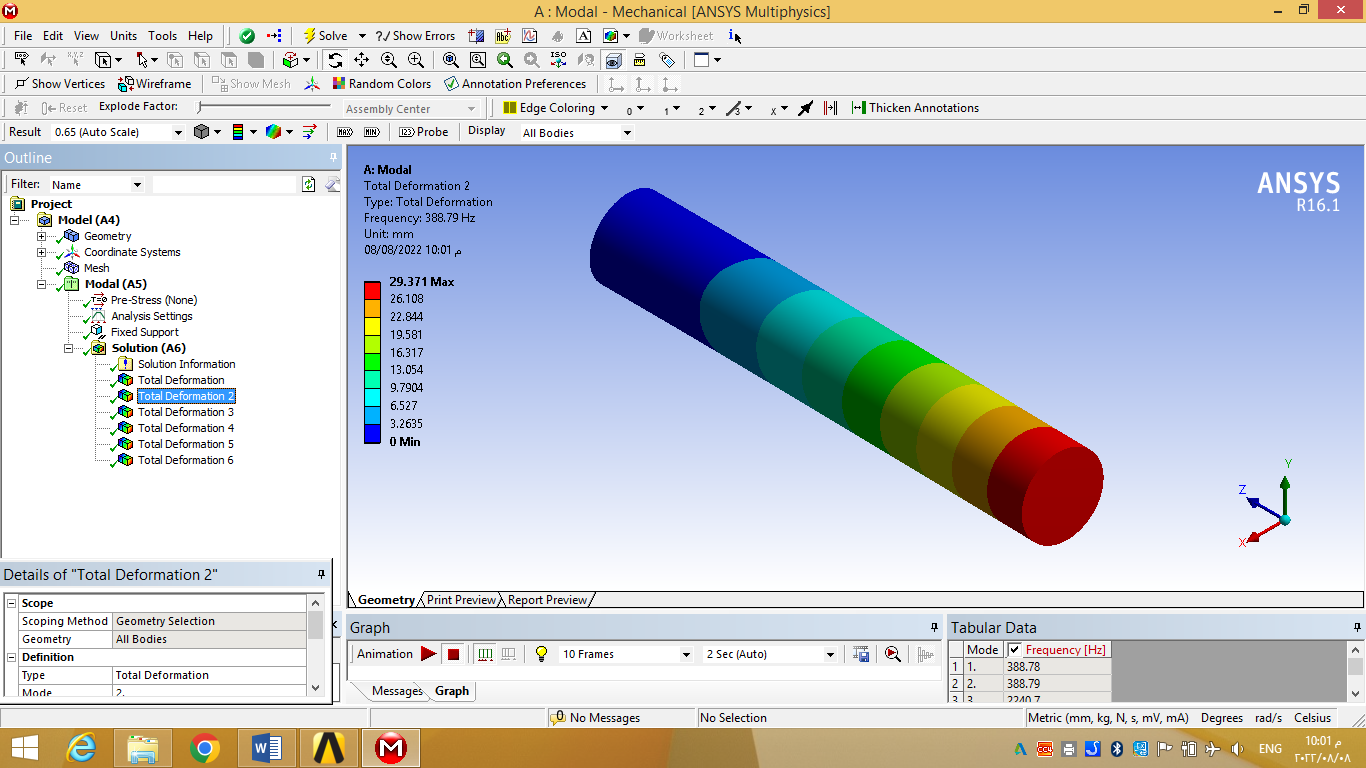 A : Modal - Mechanical [ANSYS Multiphysics]
File Edit View Units Tools Help Solve ?/ Show Errors Worksheet
Show Vertices Wireframe Show Mesh Random Colors Annotation Preferences
Reset Explode Factor: Assembly Center Edge Coloring Thicken Annotations
Result 0.65 (Auto Scale) MAX MIN 123 Probe Display All Bodies
Outline
Filter: Name
Project
Model (A4)
Geometry
Coordinate Systems
Mesh
Modal (A5)
Pre-Stress (None)
Analysis Settings
Fixed Support
Solution (A6)
Solution Information
Total Deformation
Total Deformation 2
Total Deformation 3
Total Deformation 4
Total Deformation 5
Total Deformation 6
Details of "Total Deformation 2"
Scope
Scoping Method Geometry Selection
Geometry All Bodies
Definition
Type Total Deformation
Mode 2.
A: Modal
Total Deformation 2
Type: Total Deformation
Frequency: 388.79 Hz
Unit: mm
08/08/2022 10:01 م
29.371 Max
26.108
22.844
19.581
16.317
13.054
9.7904
6.527
3.2635
0 Min
ANSYS
R16.1
Y
Z
X
Geometry Print Preview Report Preview
Graph
Animation 10 Frames 2 Sec (Auto)
Messages Graph
Tabular Data
Mode Frequency [Hz]
1 1. 388.78
2 2. 388.79
3 3. 2240.7
No Messages No Selection Metric (mm, kg, N, s, mV, mA) Degrees rad/s Celsius
ENG
10:01 م
٢٠٢٢/٠٨/٠٨